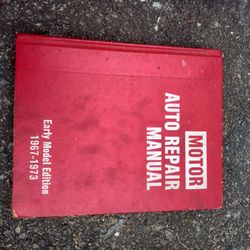 MOTOR
AUTO REPAIR
MANUAL
Early Model Edition
1967-1973